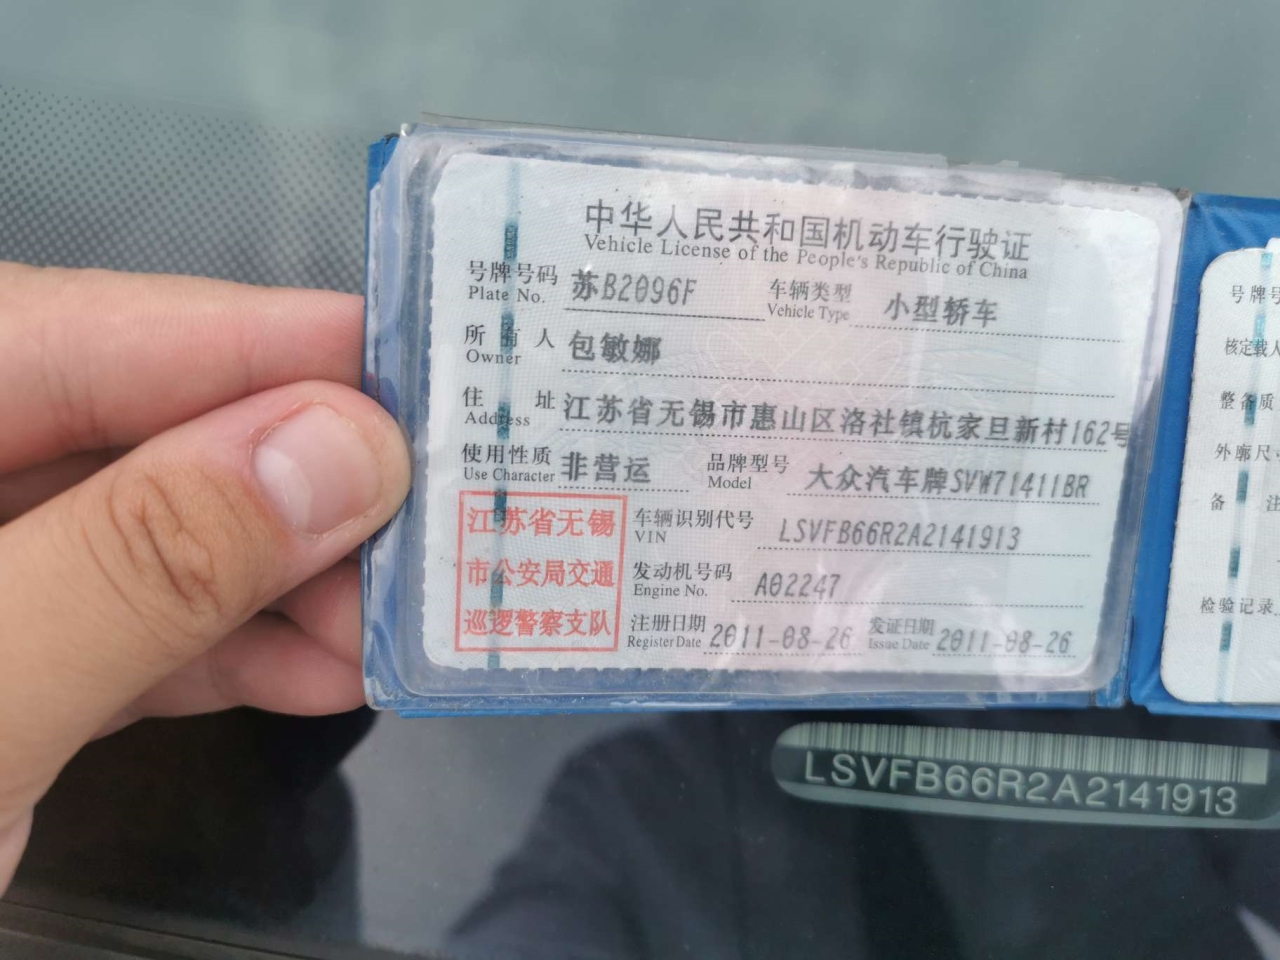 中华人民共和国机动车行驶证
Vehicle License of the People's Republic of China
号牌号码 苏B2096F 车辆类型 小型轿车
Plate No. Vehicle Type
所有人 包敏娜
Owner
住址 江苏省无锡市惠山区洛社镇杭家旦新村162号
Address
使用性质 非营运 品牌型号 大众汽车牌SVW71411BR
Use Character Model
江苏省无锡
市公安局交通
巡逻警察支队
车辆识别代号 LSVFB66R2A2141913
VIN
发动机号码 A02247
Engine No.
注册日期 2011-08-26 发证日期 2011-08-26
Register Date Issue Date
号牌号
核定载人
整备质
外廓尺寸
备注
检验记录
LSVFB66R2A2141913